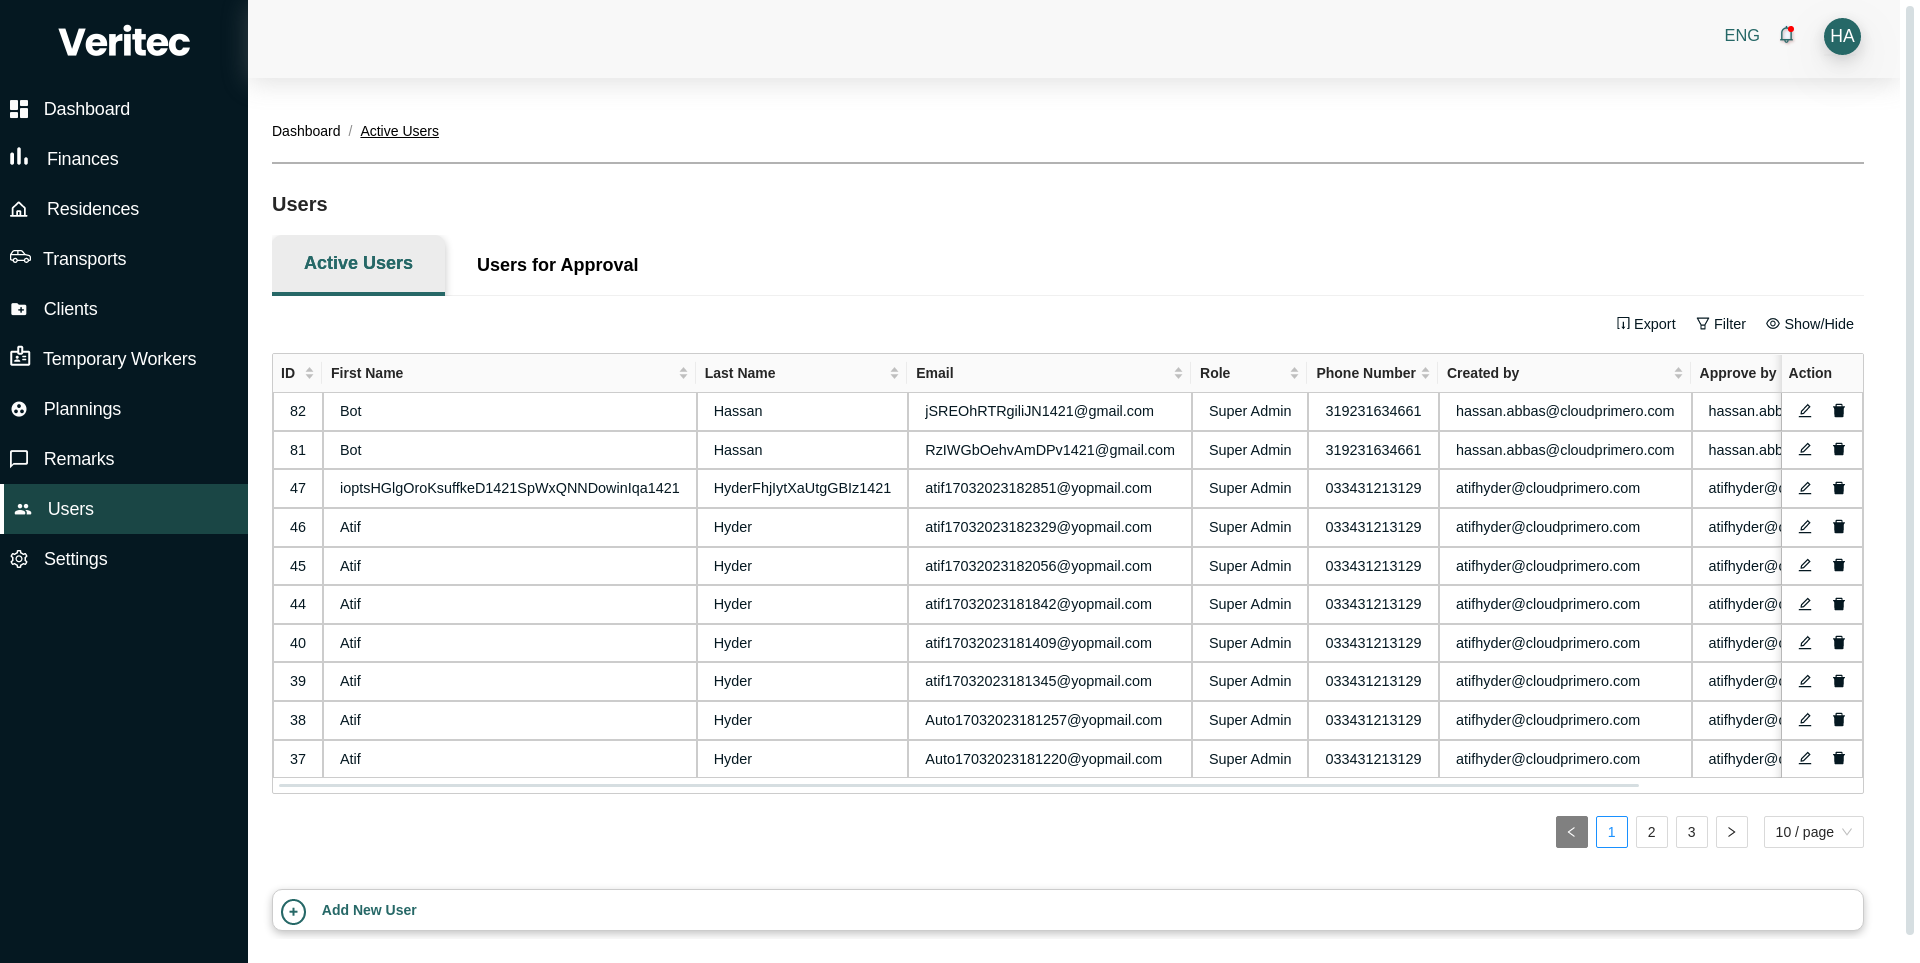 Veritec
ENG HA
Dashboard
Finances
Residences
Transports
Clients
Temporary Workers
Plannings
Remarks
Users
Settings
Dashboard / Active Users
Users
Active Users Users for Approval
Export Filter Show/Hide
ID First Name Last Name Email Role Phone Number Created by Approve by Action
82 Bot Hassan jSREOhRTRgiliJN1421@gmail.com Super Admin 319231634661 hassan.abbas@cloudprimero.com hassan.abb
81 Bot Hassan RzIWGbOehvAmDPv1421@gmail.com Super Admin 319231634661 hassan.abbas@cloudprimero.com hassan.abb
47 ioptsHGlgOroKsuffkeD1421SpWxQNNDowinIqa1421 HyderFhjIytXaUtgGBIz1421 atif17032023182851@yopmail.com Super Admin 033431213129 atifhyder@cloudprimero.com atifhyder@c
46 Atif Hyder atif17032023182329@yopmail.com Super Admin 033431213129 atifhyder@cloudprimero.com atifhyder@c
45 Atif Hyder atif17032023182056@yopmail.com Super Admin 033431213129 atifhyder@cloudprimero.com atifhyder@c
44 Atif Hyder atif17032023181842@yopmail.com Super Admin 033431213129 atifhyder@cloudprimero.com atifhyder@c
40 Atif Hyder atif17032023181409@yopmail.com Super Admin 033431213129 atifhyder@cloudprimero.com atifhyder@c
39 Atif Hyder atif17032023181345@yopmail.com Super Admin 033431213129 atifhyder@cloudprimero.com atifhyder@c
38 Atif Hyder Auto17032023181257@yopmail.com Super Admin 033431213129 atifhyder@cloudprimero.com atifhyder@c
37 Atif Hyder Auto17032023181220@yopmail.com Super Admin 033431213129 atifhyder@cloudprimero.com atifhyder@c
< 1 2 3 > 10 / page
Add New User